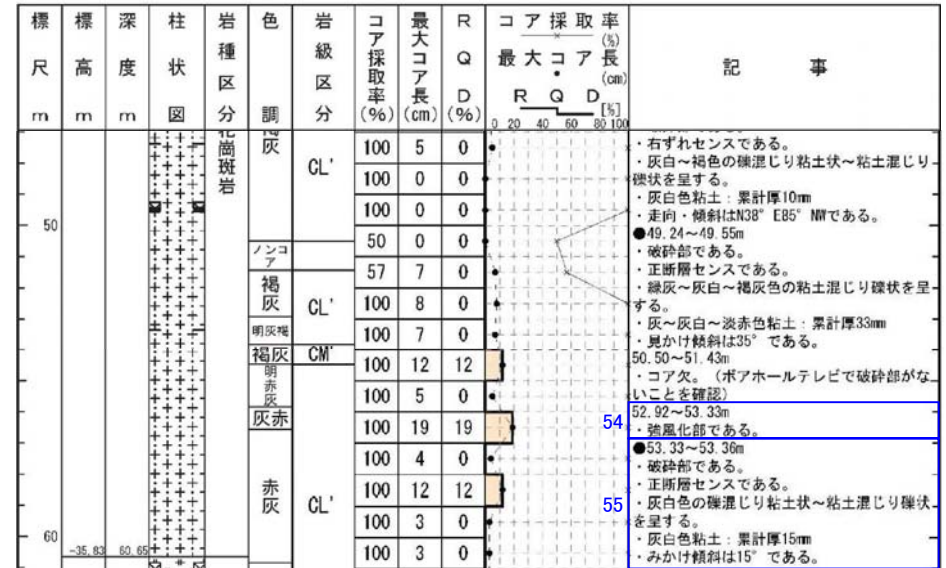 標尺m
標高m
深度m
柱状図
岩種区分
色調
岩級区分
コア採取率(%)
最大コア長(cm)
RQD(%)
コア採取率(%)
最大コア長(cm)
RQD[%]
0 20 40 60 80 100
記事
崗斑岩
灰
CL'
100 5 0
100 0 0
100 0 0
50
50 0 0
ノンコア
57 7 0
褐灰
CL'
100 8 0
明灰褐
100 7 0
褐灰
CM'
100 12 12
明赤灰
100 5 0
灰赤
100 19 19
100 4 0
赤灰
CL'
100 12 12
100 3 0
60
-35.83 60.65
100 3 0
・右ずれセンスである。
・灰白~褐色の礫混じり粘土状~粘土混じり
礫状を呈する。
・灰白色粘土:累計厚10mm
・走向・傾斜はN38°E85°NWである。
●49.24~49.55m
・破砕部である。
・正断層センスである。
・緑灰~灰白~褐灰色の粘土混じり礫状を呈
する。
・灰~灰白~淡赤色粘土:累計厚33mm
・見かけ傾斜は35°である。
50.50~51.43m
・コア欠。(ボアホールテレビで破砕部がな
いことを確認)
54
52.92~53.33m
・強風化部である。
55
●53.33~53.36m
・破砕部である。
・正断層センスである。
・灰白色の礫混じり粘土状~粘土混じり礫状
を呈する。
・灰白色粘土:累計厚15mm
・みかけ傾斜は15°である。